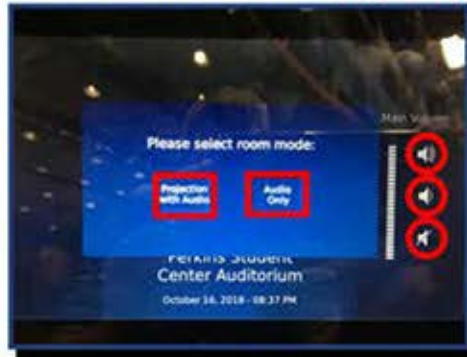 Main Volume
Please select room mode:
Projection
with Audio
Audio
Only
Perkins Student
Center Auditorium
October 16, 2018 - 08:37 PM